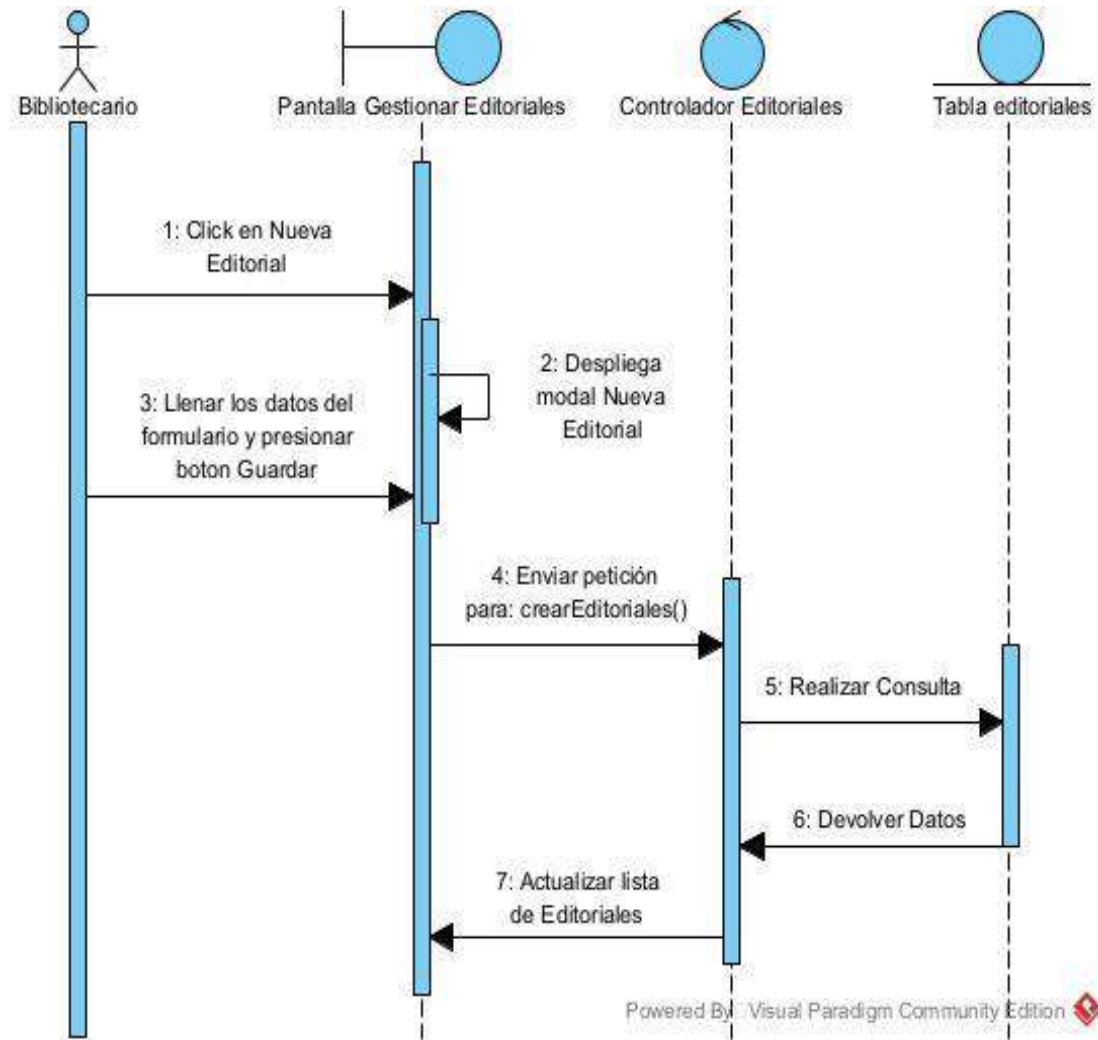 Bibliotecario
Pantalla Gestionar Editoriales
Controlador Editoriales
Tabla editoriales
1: Click en Nueva
Editorial
2: Despliega
modal Nueva
Editorial
3: Llenar los datos del
formulario y presionar
boton Guardar
4: Enviar petición
para: crearEditoriales()
5: Realizar Consulta
6: Devolver Datos
7: Actualizar lista
de Editoriales
Powered By Visual Paradigm Community Edition